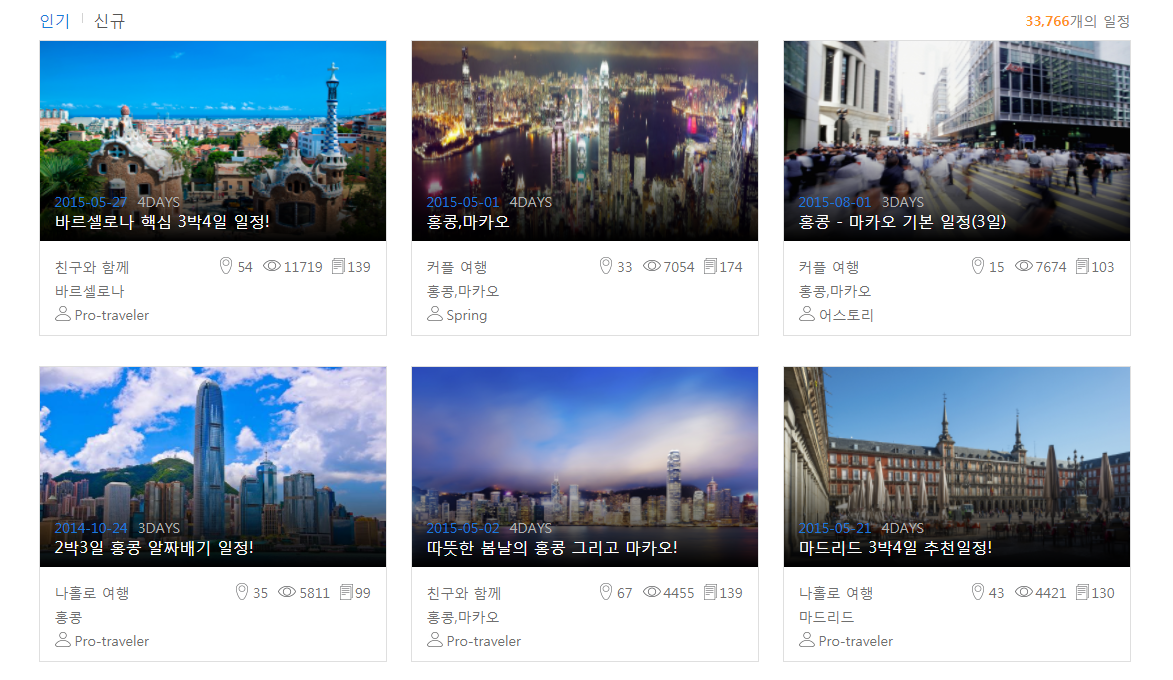 인기 신규 33,766개의 일정
2015-05-27 4DAYS
바르셀로나 핵심 3박4일 일정!
친구와 함께 54 11719 139
바르셀로나
Pro-traveler
2015-05-01 4DAYS
홍콩,마카오
커플 여행 33 7054 174
홍콩,마카오
Spring
2015-08-01 3DAYS
홍콩 - 마카오 기본 일정(3일)
커플 여행 15 7674 103
홍콩,마카오
어스토리
2014-10-24 3DAYS
2박3일 홍콩 알짜배기 일정!
나홀로 여행 35 5811 99
홍콩
Pro-traveler
2015-05-02 4DAYS
따뜻한 봄날의 홍콩 그리고 마카오!
친구와 함께 67 4455 139
홍콩,마카오
Pro-traveler
2015-05-21 4DAYS
마드리드 3박4일 추천일정!
나홀로 여행 43 4421 130
마드리드
Pro-traveler